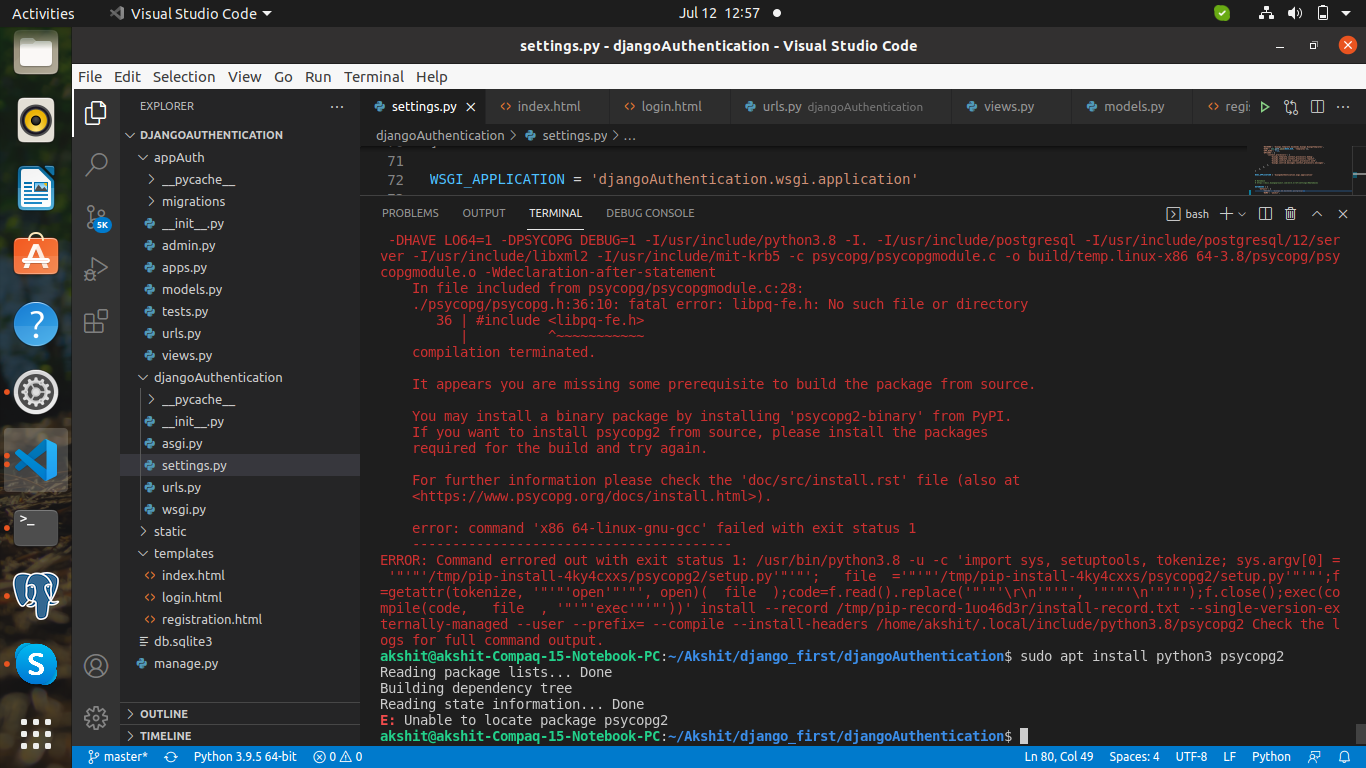 Activities
Visual Studio Code
Jul 12 12:57
settings.py - djangoAuthentication - Visual Studio Code
File Edit Selection View Go Run Terminal Help
EXPLORER
DJANGOAUTHENTICATION
appAuth
__pycache__
migrations
__init__.py
admin.py
apps.py
models.py
tests.py
urls.py
views.py
djangoAuthentication
__pycache__
__init__.py
asgi.py
settings.py
urls.py
wsgi.py
static
templates
index.html
login.html
registration.html
db.sqlite3
manage.py
OUTLINE
TIMELINE
5K
settings.py
index.html
login.html
urls.py djangoAuthentication
views.py
models.py
regi
djangoAuthentication > settings.py > ...
71
72 WSGI_APPLICATION = 'djangoAuthentication.wsgi.application'
PROBLEMS OUTPUT TERMINAL DEBUG CONSOLE
bash
-DHAVE LO64=1 -DPSYCOPG DEBUG=1 -I/usr/include/python3.8 -I. -I/usr/include/postgresql -I/usr/include/postgresql/12/ser
ver -I/usr/include/libxml2 -I/usr/include/mit-krb5 -c psycopg/psycopgmodule.c -o build/temp.linux-x86 64-3.8/psycopg/psy
copgmodule.o -Wdeclaration-after-statement
In file included from psycopg/psycopgmodule.c:28:
./psycopg/psycopg.h:36:10: fatal error: libpq-fe.h: No such file or directory
36 | #include <libpq-fe.h>
| ^~~~~~~~~~~~
compilation terminated.
It appears you are missing some prerequisite to build the package from source.
You may install a binary package by installing 'psycopg2-binary' from PyPI.
If you want to install psycopg2 from source, please install the packages
required for the build and try again.
For further information please check the 'doc/src/install.rst' file (also at
<https://www.psycopg.org/docs/install.html>).
error: command 'x86 64-linux-gnu-gcc' failed with exit status 1
----------------------------------------
ERROR: Command errored out with exit status 1: /usr/bin/python3.8 -u -c 'import sys, setuptools, tokenize; sys.argv[0] =
'"'"'/tmp/pip-install-4ky4cxxs/psycopg2/setup.py'"'"';   file  ='"'"'/tmp/pip-install-4ky4cxxs/psycopg2/setup.py'"'"';f
=getattr(tokenize, '"'"'open'"'"', open)(  file  );code=f.read().replace('"'"'\r\n'"'"', '"'"'\n'"'"');f.close();exec(co
mpile(code,   file  , '"'"'exec'"'"'))' install --record /tmp/pip-record-1uo46d3r/install-record.txt --single-version-ex
ternally-managed --user --prefix= --compile --install-headers /home/akshit/.local/include/python3.8/psycopg2 Check the l
ogs for full command output.
akshit@akshit-Compaq-15-Notebook-PC:~/Akshit/django_first/djangoAuthentication$ sudo apt install python3 psycopg2
Reading package lists... Done
Building dependency tree
Reading state information... Done
E: Unable to locate package psycopg2
akshit@akshit-Compaq-15-Notebook-PC:~/Akshit/django_first/djangoAuthentication$
master* Python 3.9.5 64-bit 0 0 Ln 80, Col 49 Spaces: 4 UTF-8 LF Python